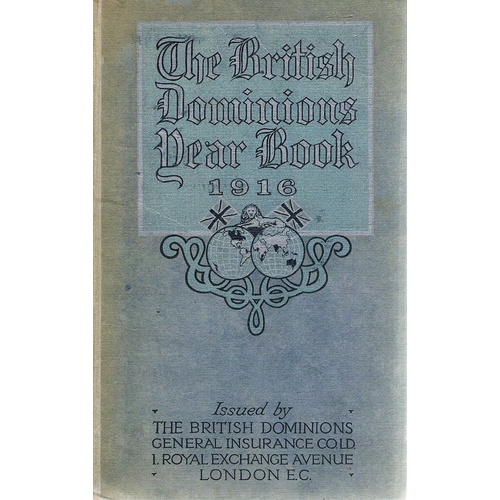 The British
Dominions
Year Book
1916
Issued by
THE BRITISH DOMINIONS
GENERAL INSURANCE CO LD.
1. ROYAL EXCHANGE AVENUE
LONDON E.C.